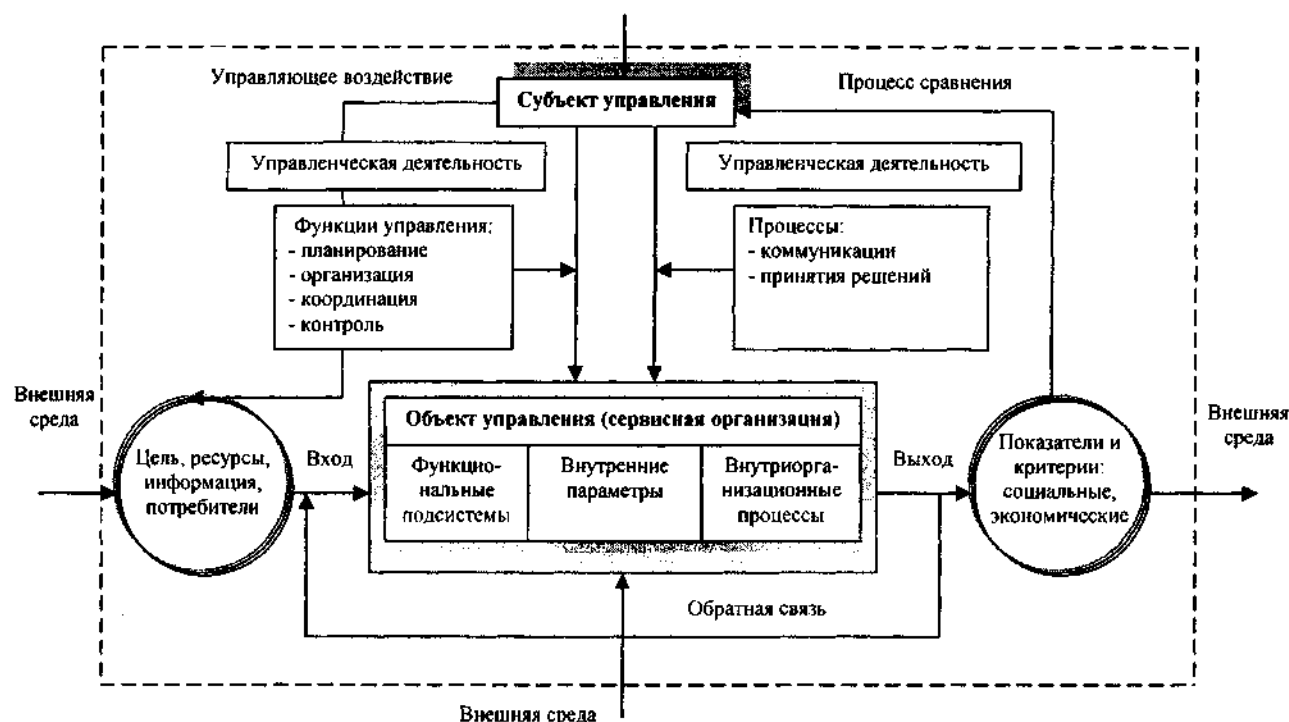 Управляющее воздействие
Субъект управления
Процесс сравнения
Управленческая деятельность
Управленческая деятельность
Функции управления:
- планирование
- организация
- координация
- контроль
Процессы:
- коммуникации
- принятия решений
Внешняя
среда
Цель, ресурсы,
информация,
потребители
Вход
Объект управления (сервисная организация)
Функцио-
нальные
подсистемы
Внутренние
параметры
Внутриорга-
низационные
процессы
Выход
Показатели и
критерии:
социальные,
экономические
Внешняя
среда
Обратная связь
Внешняя среда